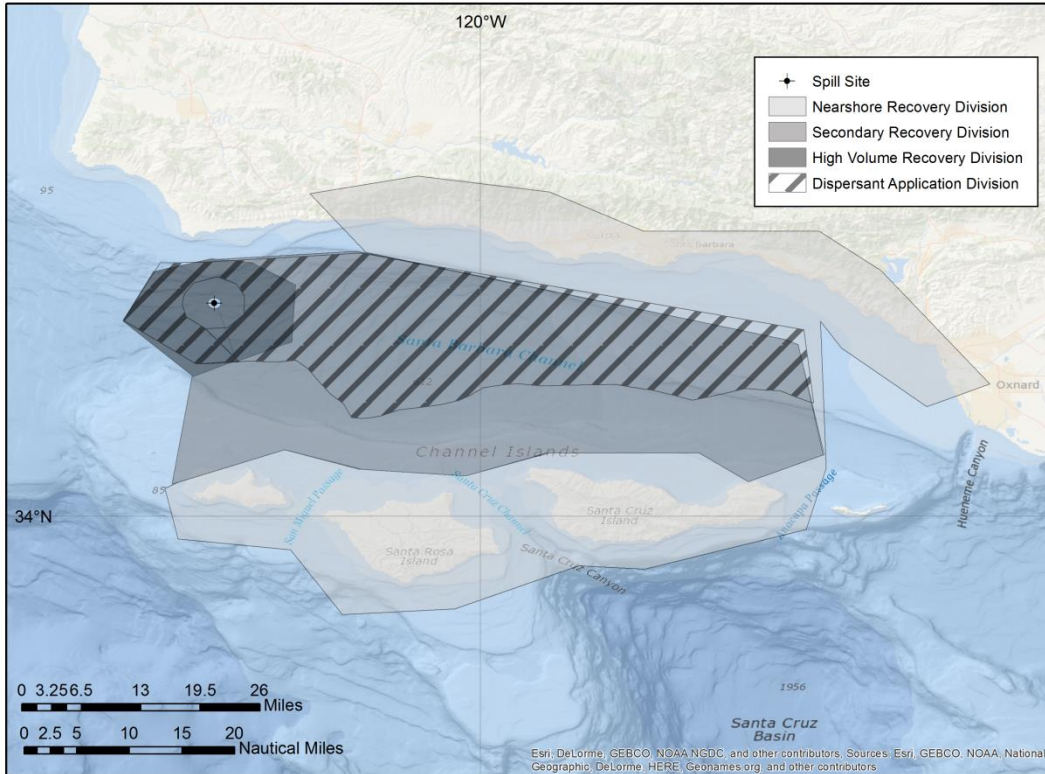 120°W
Spill Site
Nearshore Recovery Division
Secondary Recovery Division
High Volume Recovery Division
Dispersant Application Division
95
Santa Barbara Channel
Oxnard
Channel Islands
85
San Miguel Passage
Santa Cruz Channel
Anacapa Passage
Hueneme Canyon
34°N
Santa Cruz
Island
Santa Rosa
Island
Santa Cruz Canyon
1956
Santa Cruz
Basin
0 3.25 6.5 13 19.5 26
Miles
0 2.5 5 10 15 20
Nautical Miles
Esri, DeLorme, GEBCO, NOAA NGDC, and other contributors, Sources: Esri, GEBCO, NOAA, National
Geographic, DeLorme, HERE, Geonames.org, and other contributors